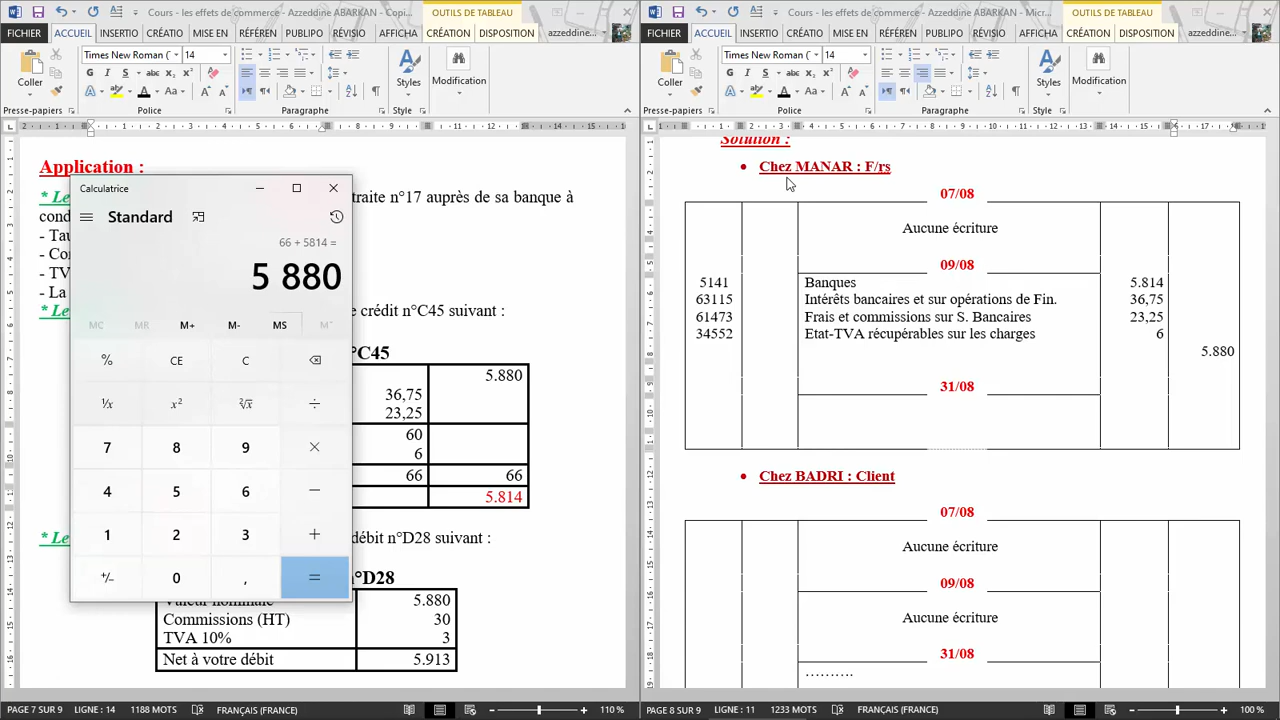 Cours - les effets de commerce - Azzeddine ABARKAN - Copi...
OUTILS DE TABLEAU
FICHIER ACCUEIL INSERTIO CRÉATIO MISE EN RÉFÉREN PUBLIPO RÉVISIO AFFICHA CRÉATION DISPOSITION azzeddine...
Times New Roman ( 14
Coller
Styles
Modification
Presse-papiers Police Paragraphe Style
Application :
* Le
traite n°17 auprès de sa banque à
cond
- Tau
- Co
- TV
- La
* Le
crédit n°C45 suivant :
°C45
5.880
36,75
23,25
60
6
66 66
5.814
* Le
débit n°D28 suivant :
n°D28
Valeur nominale 5.880
Commissions (HT) 30
TVA 10% 3
Net à votre débit 5.913
Calculatrice
Standard
66 + 5814 =
5 880
MC MR M+ M- MS M˅
% CE C
¹/x x² ²√x ÷
7 8 9 ×
4 5 6 −
1 2 3 +
+/− 0 , =
PAGE 7 SUR 9 LIGNE : 14 1188 MOTS FRANÇAIS (FRANCE) 110 %
Cours - les effets de commerce - Azzeddine ABARKAN - Micr...
OUTILS DE TABLEAU
FICHIER ACCUEIL INSERTIO CRÉATIO MISE EN RÉFÉREN PUBLIPO RÉVISIO AFFICHA CRÉATION DISPOSITION azzeddine...
Times New Roman ( 14
Coller
Styles
Modification
Presse-papiers Police Paragraphe Style
Solution :
• Chez MANAR : F/rs
07/08
Aucune écriture
09/08
5141 Banques 5.814
63115 Intérêts bancaires et sur opérations de Fin. 36,75
61473 Frais et commissions sur S. Bancaires 23,25
34552 Etat-TVA récupérables sur les charges 6
5.880
31/08
• Chez BADRI : Client
07/08
Aucune écriture
09/08
Aucune écriture
31/08
……….
PAGE 8 SUR 9 LIGNE : 11 1233 MOTS FRANÇAIS (FRANCE) 100 %